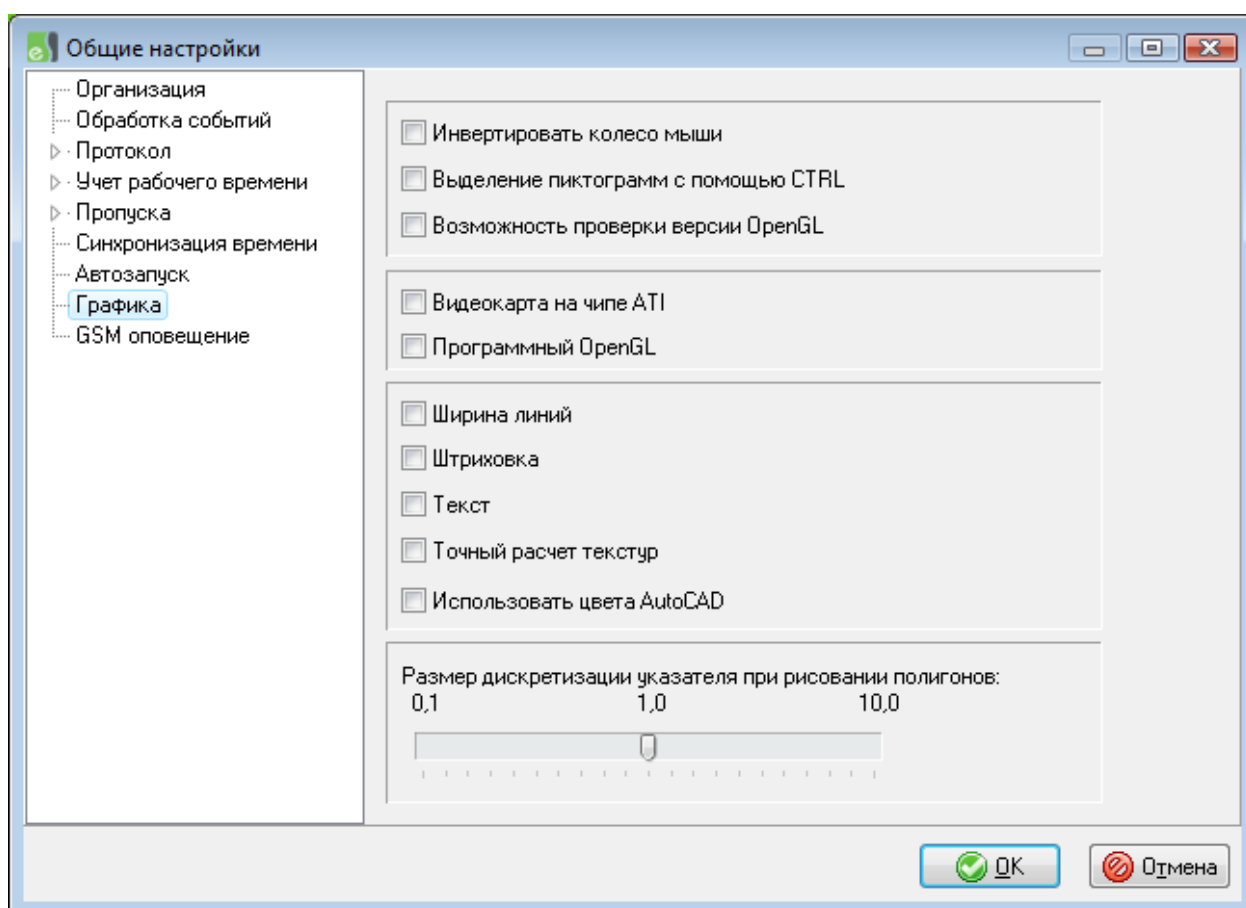 Общие настройки
Организация
Обработка событий
Протокол
Учет рабочего времени
Пропуска
Синхронизация времени
Автозапуск
Графика
GSM оповещение
Инвертировать колесо мыши
Выделение пиктограмм с помощью CTRL
Возможность проверки версии OpenGL
Видеокарта на чипе ATI
Программный OpenGL
Ширина линий
Штриховка
Текст
Точный расчет текстур
Использовать цвета AutoCAD
Размер дискретизации указателя при рисовании полигонов:
0,1 1,0 10,0
OK Отмена